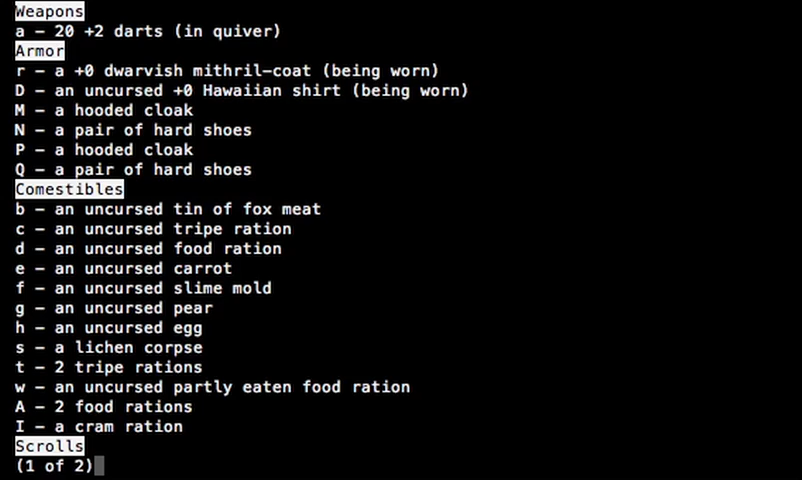 Weapons
a - 20 +2 darts (in quiver)
Armor
r - a +0 dwarvish mithril-coat (being worn)
D - an uncursed +0 Hawaiian shirt (being worn)
M - a hooded cloak
N - a pair of hard shoes
P - a hooded cloak
Q - a pair of hard shoes
Comestibles
b - an uncursed tin of fox meat
c - an uncursed tripe ration
d - an uncursed food ration
e - an uncursed carrot
f - an uncursed slime mold
g - an uncursed pear
h - an uncursed egg
s - a lichen corpse
t - 2 tripe rations
w - an uncursed partly eaten food ration
A - 2 food rations
I - a cram ration
Scrolls
(1 of 2)